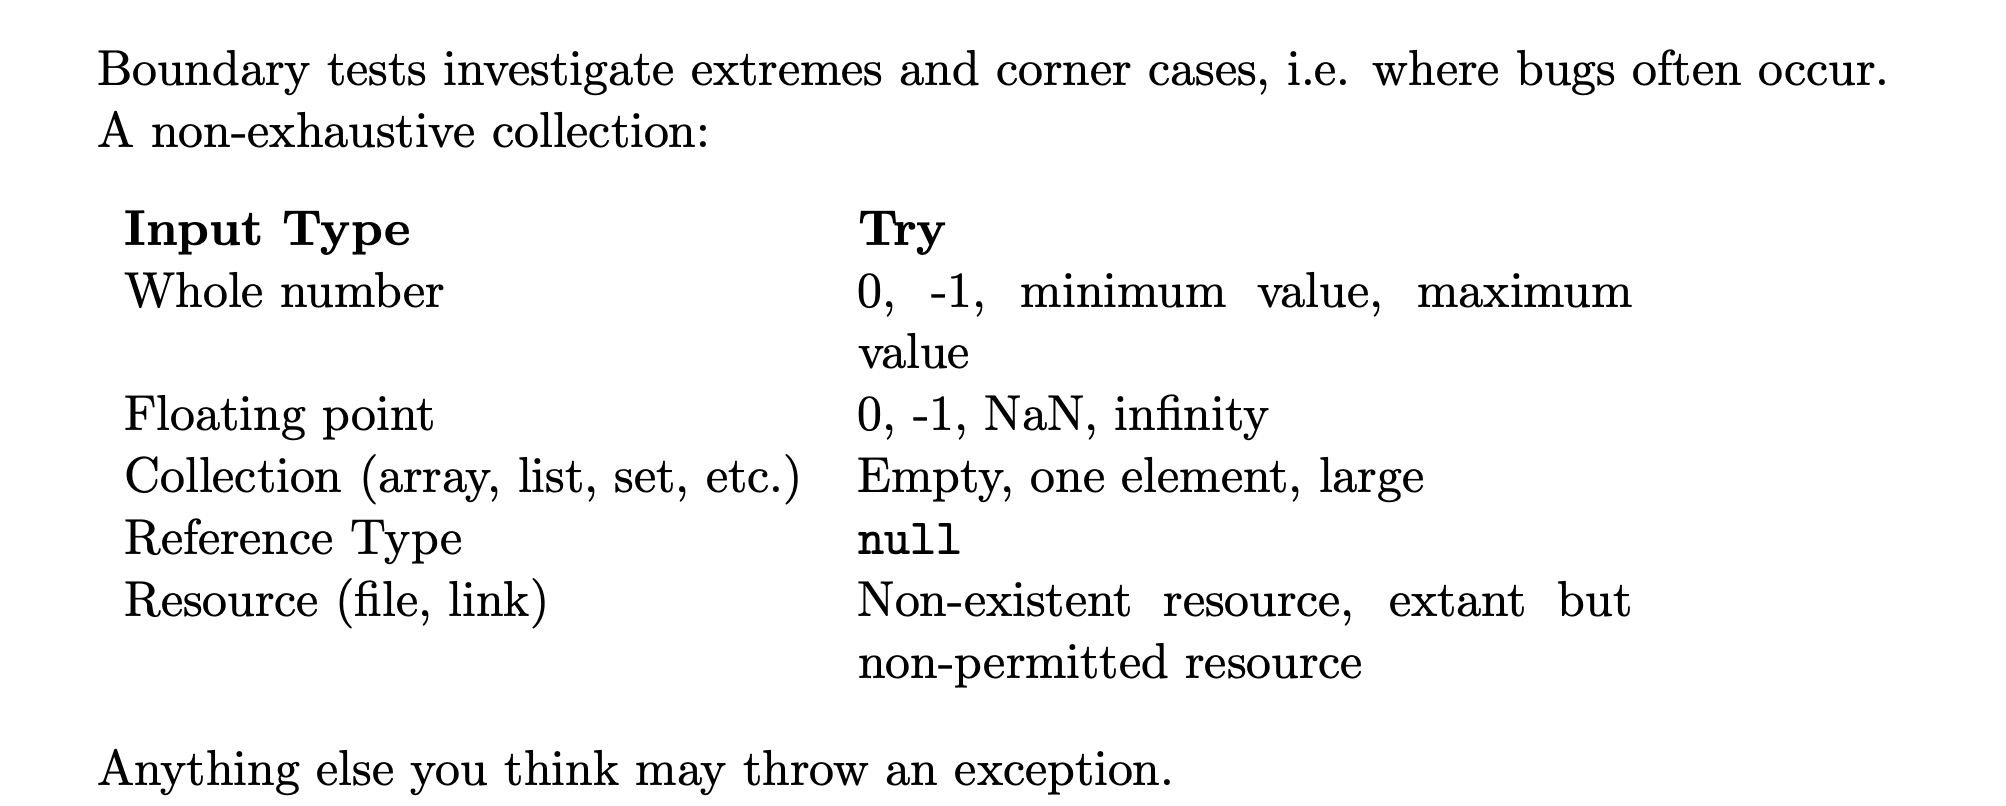 Boundary tests investigate extremes and corner cases, i.e. where bugs often occur.
A non-exhaustive collection:
Input Type Try
Whole number 0, -1, minimum value, maximum
value
Floating point 0, -1, NaN, infinity
Collection (array, list, set, etc.) Empty, one element, large
Reference Type null
Resource (file, link) Non-existent resource, extant but
non-permitted resource
Anything else you think may throw an exception.